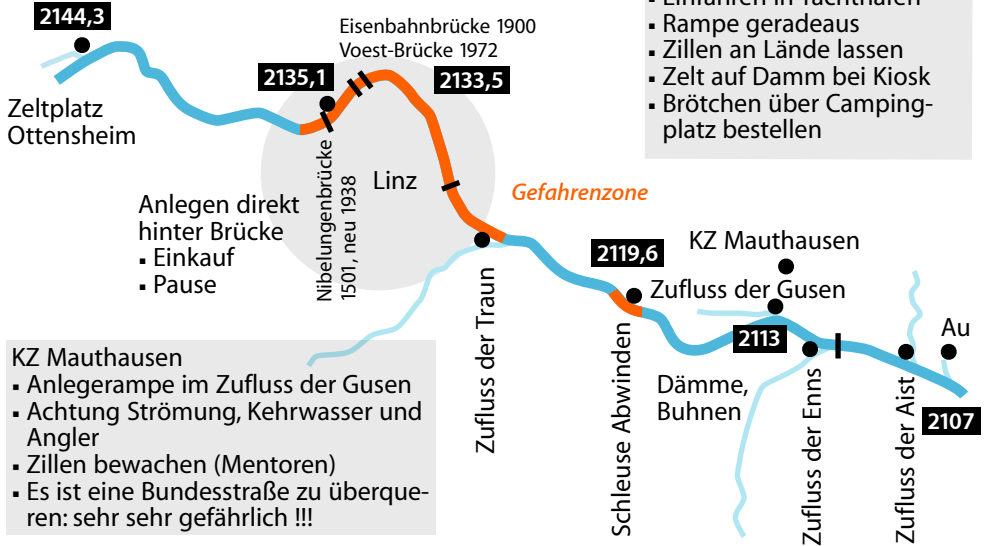 2144,3
Zeltplatz
Ottensheim
Eisenbahnbrücke 1900
Voest-Brücke 1972
2135,1
2133,5
Linz
Nibelungenbrücke
1501, neu 1938
Anlegen direkt
hinter Brücke
▪ Einkauf
▪ Pause
▪ Rampe geradeaus
▪ Zillen an Lände lassen
▪ Zelt auf Damm bei Kiosk
▪ Brötchen über Camping-
platz bestellen
Gefahrenzone
Zufluss der Traun
2119,6
Schleuse Abwinden
KZ Mauthausen
Zufluss der Gusen
2113
Dämme,
Buhnen
Zufluss der Enns
Zufluss der Aist
Au
2107
KZ Mauthausen
▪ Anlegerampe im Zufluss der Gusen
▪ Achtung Strömung, Kehrwasser und
Angler
▪ Zillen bewachen (Mentoren)
▪ Es ist eine Bundesstraße zu überque-
ren: sehr sehr gefährlich !!!